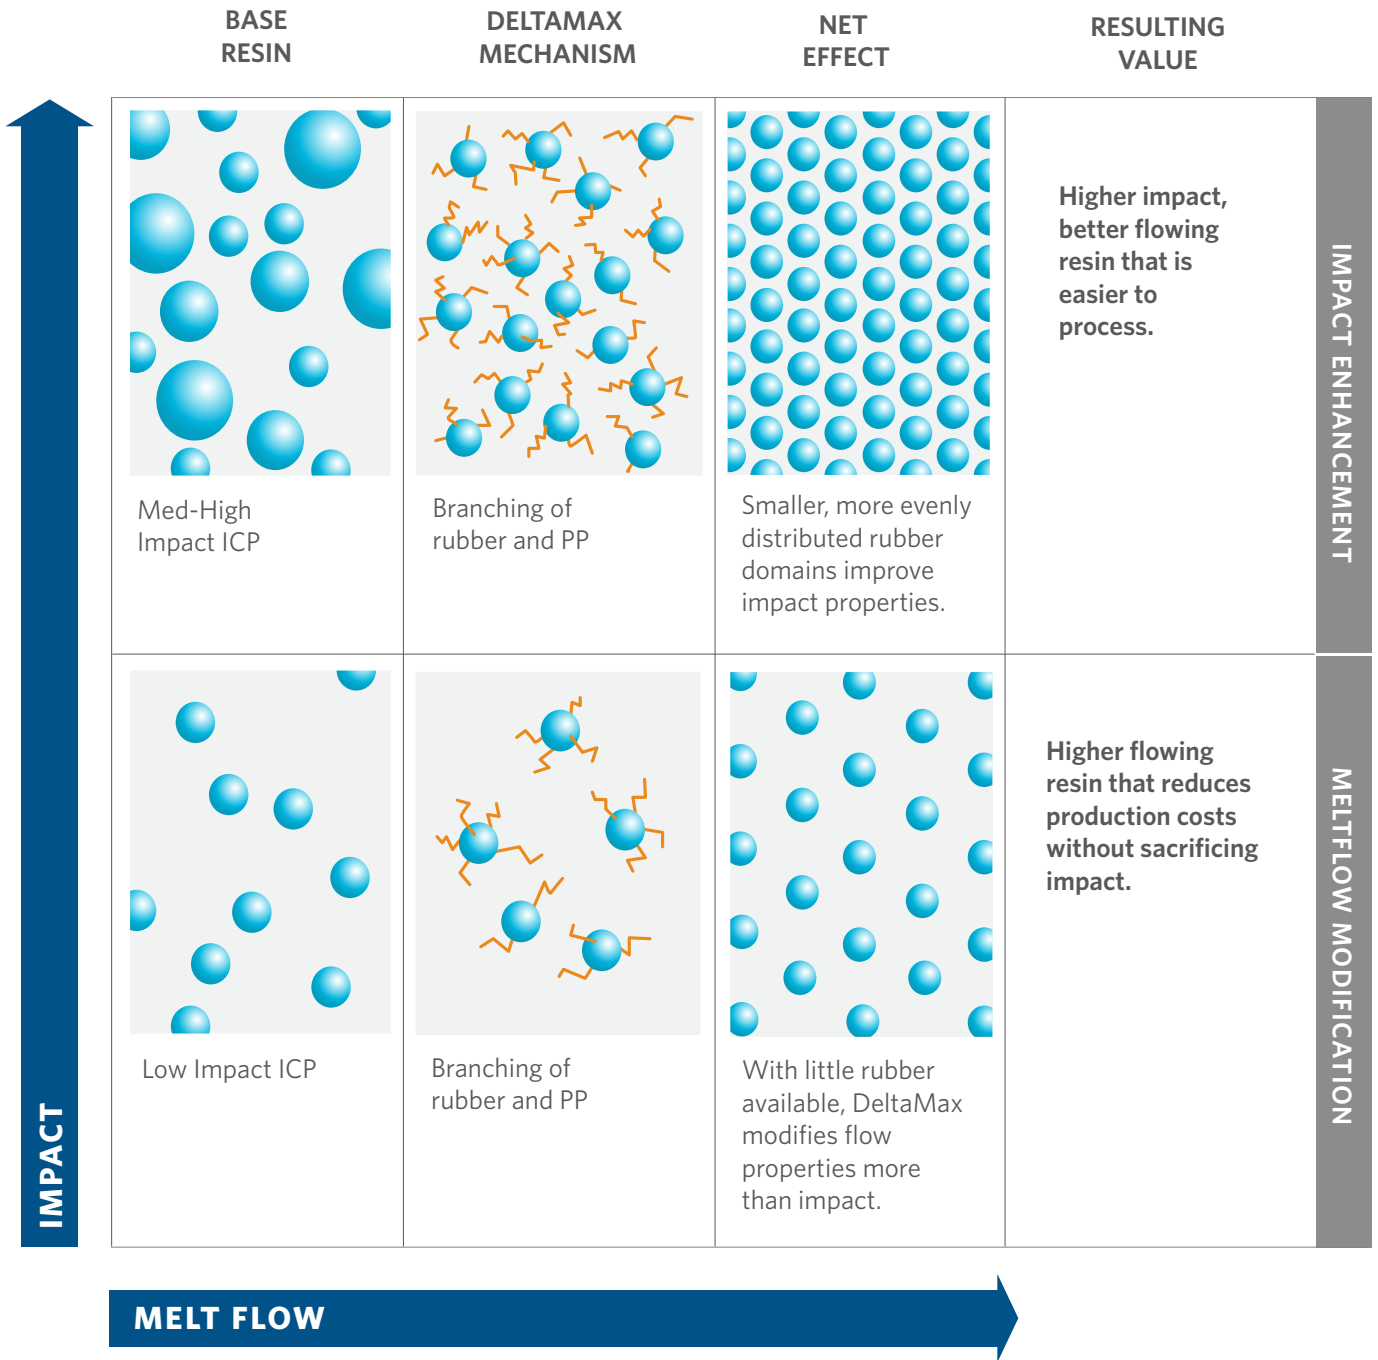 BASE
RESIN
DELTAMAX
MECHANISM
NET
EFFECT
RESULTING
VALUE
Med-High
Impact ICP
Branching of
rubber and PP
Smaller, more evenly
distributed rubber
domains improve
impact properties.
Higher impact,
better flowing
resin that is
easier to
process.
IMPACT ENHANCEMENT
Low Impact ICP
Branching of
rubber and PP
With little rubber
available, DeltaMax
modifies flow
properties more
than impact.
Higher flowing
resin that reduces
production costs
without sacrificing
impact.
MELTFLOW MODIFICATION
IMPACT
MELT FLOW